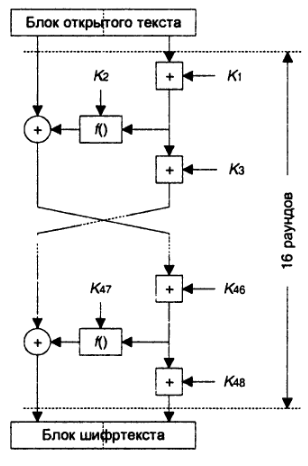 Блок открытого текста
K2
K1
+
+
f()
+
K3
16 раундов
K47
+
K46
+
f()
+
K48
Блок шифртекста